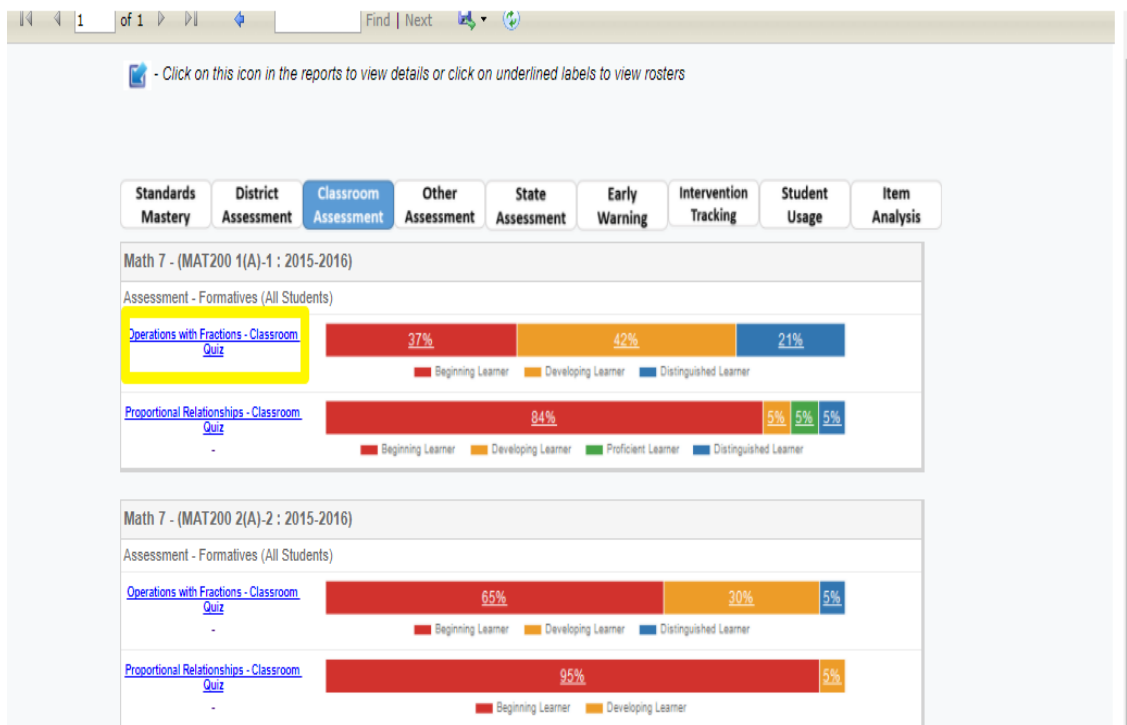 1 of 1 Find | Next
- Click on this icon in the reports to view details or click on underlined labels to view rosters
Standards Mastery
District Assessment
Classroom Assessment
Other Assessment
State Assessment
Early Warning
Intervention Tracking
Student Usage
Item Analysis
Math 7 - (MAT200 1(A)-1 : 2015-2016)
Assessment - Formatives (All Students)
Operations with Fractions - Classroom
Quiz
37% 42% 21%
Beginning Learner Developing Learner Distinguished Learner
Proportional Relationships - Classroom
Quiz
-
84% 5% 5% 5%
Beginning Learner Developing Learner Proficient Learner Distinguished Learner
Math 7 - (MAT200 2(A)-2 : 2015-2016)
Assessment - Formatives (All Students)
Operations with Fractions - Classroom
Quiz
-
65% 30% 5%
Beginning Learner Developing Learner Distinguished Learner
Proportional Relationships - Classroom
Quiz
-
95% 5%
Beginning Learner Developing Learner